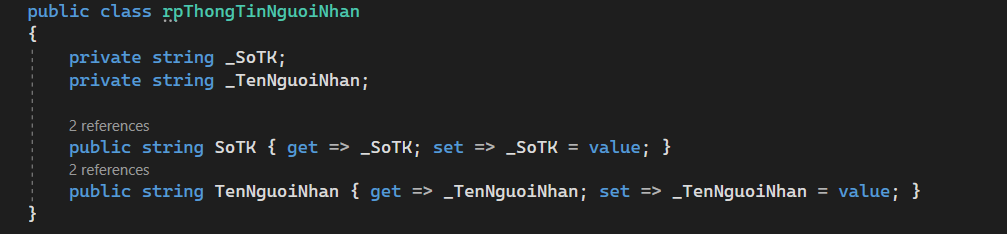 public class rpThongTinNguoiNhan
{
private string _SoTK;
private string _TenNguoiNhan;
2 references
public string SoTK { get => _SoTK; set => _SoTK = value; }
2 references
public string TenNguoiNhan { get => _TenNguoiNhan; set => _TenNguoiNhan = value; }
}